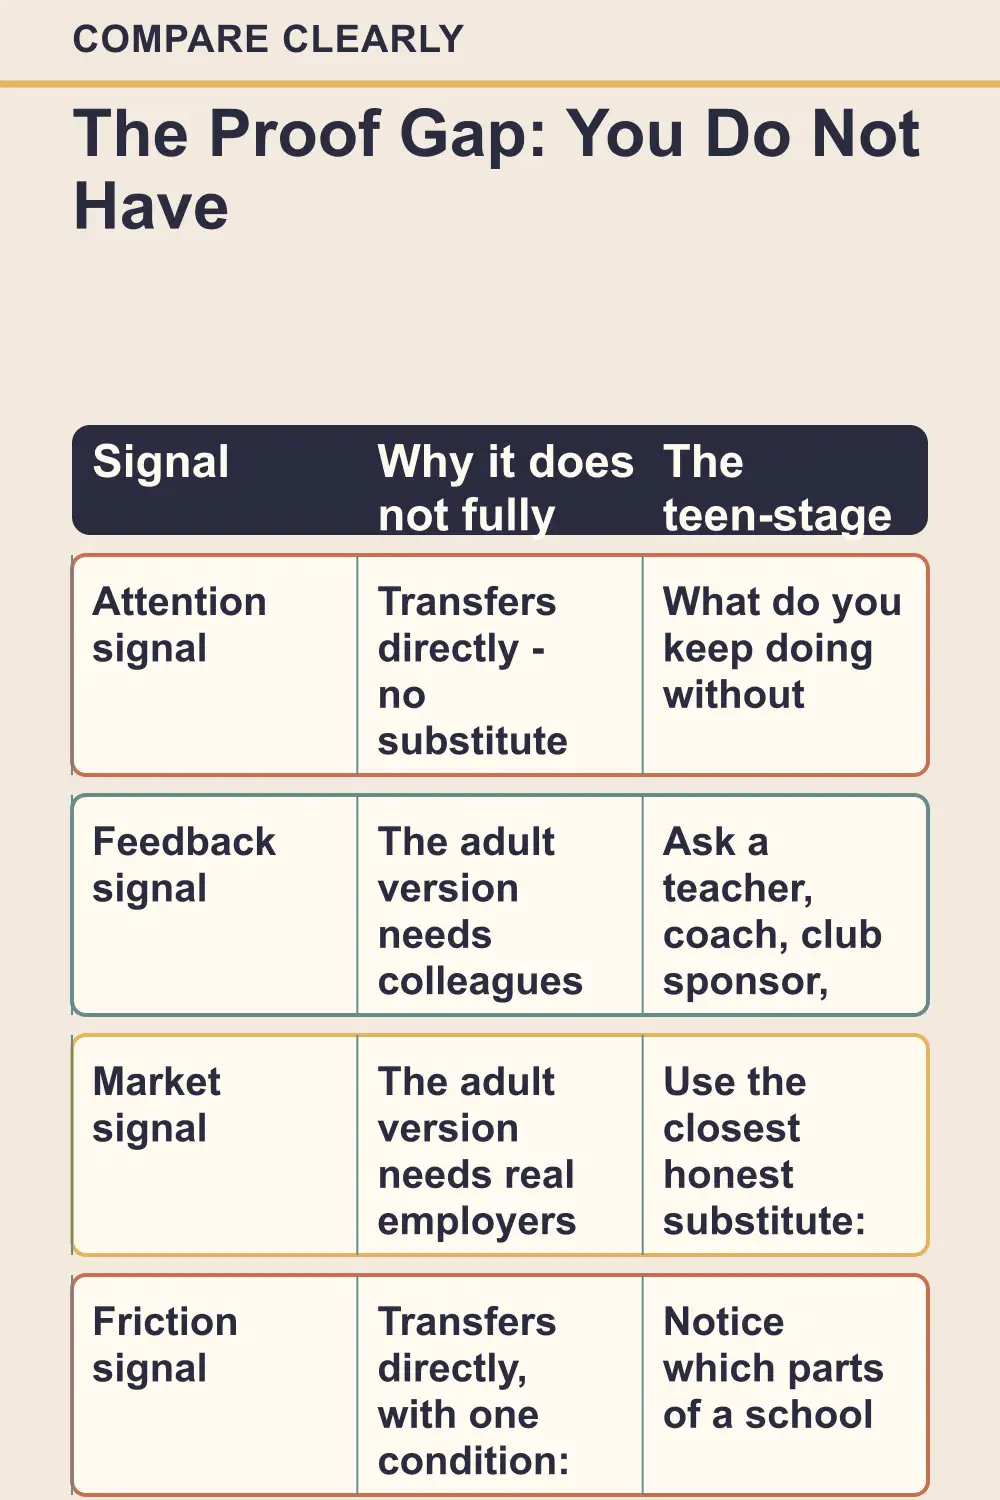 COMPARE CLEARLY
The Proof Gap: You Do Not
Have
Signal
Why it does
not fully
The
teen-stage
Attention
signal
Transfers
directly -
no
substitute
What do you
keep doing
without
Feedback
signal
The adult
version
needs
colleagues
Ask a
teacher,
coach, club
sponsor,
Market
signal
The adult
version
needs real
employers
Use the
closest
honest
substitute:
Friction
signal
Transfers
directly,
with one
condition:
Notice
which parts
of a school